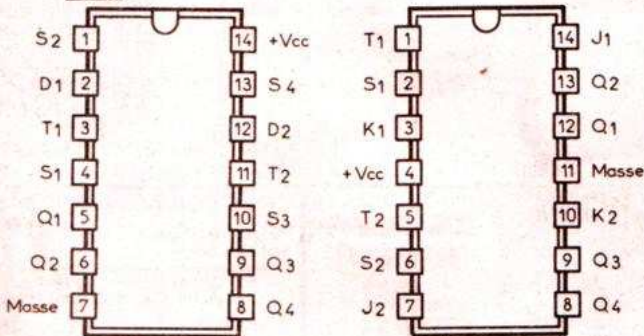 S2 1 14 +Vcc
D1 2 13 S4
T1 3 12 D2
S1 4 11 T2
Q1 5 10 S3
Q2 6 9 Q3
Masse 7 8 Q4
T1 1 14 J1
S1 2 13 Q2
K1 3 12 Q1
+Vcc 4 11 Masse
T2 5 10 K2
S2 6 9 Q3
J2 7 8 Q4